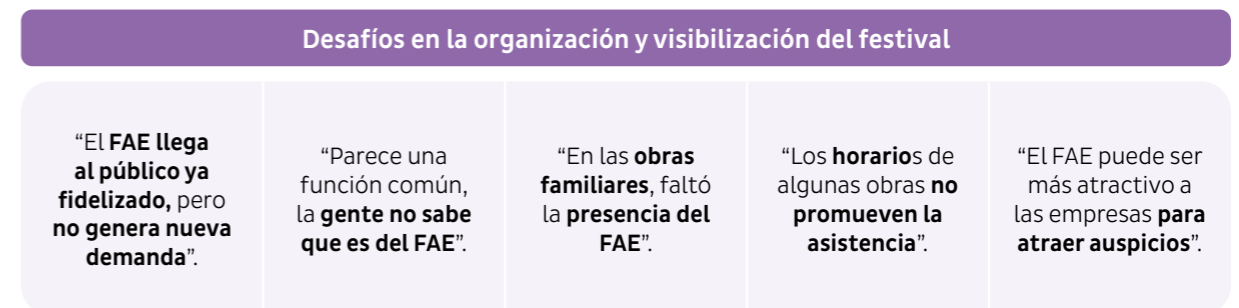 Desafíos en la organización y visibilización del festival
“El FAE llega
al público ya
fidelizado, pero
no genera nueva
demanda”.
“Parece una
función común,
la gente no sabe
que es del FAE”.
“En las obras
familiares, faltó
la presencia del
FAE”.
“Los horarios de
algunas obras no
promueven la
asistencia”.
“El FAE puede ser
más atractivo a
las empresas para
atraer auspicios”.